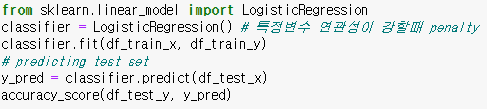 from sklearn.linear_model import LogisticRegression
classifier = LogisticRegression() # 특정변수 연관성이 강할때 penalty
classifier.fit(df_train_x, df_train_y)
# predicting test set
y_pred = classifier.predict(df_test_x)
accuracy_score(df_test_y, y_pred)